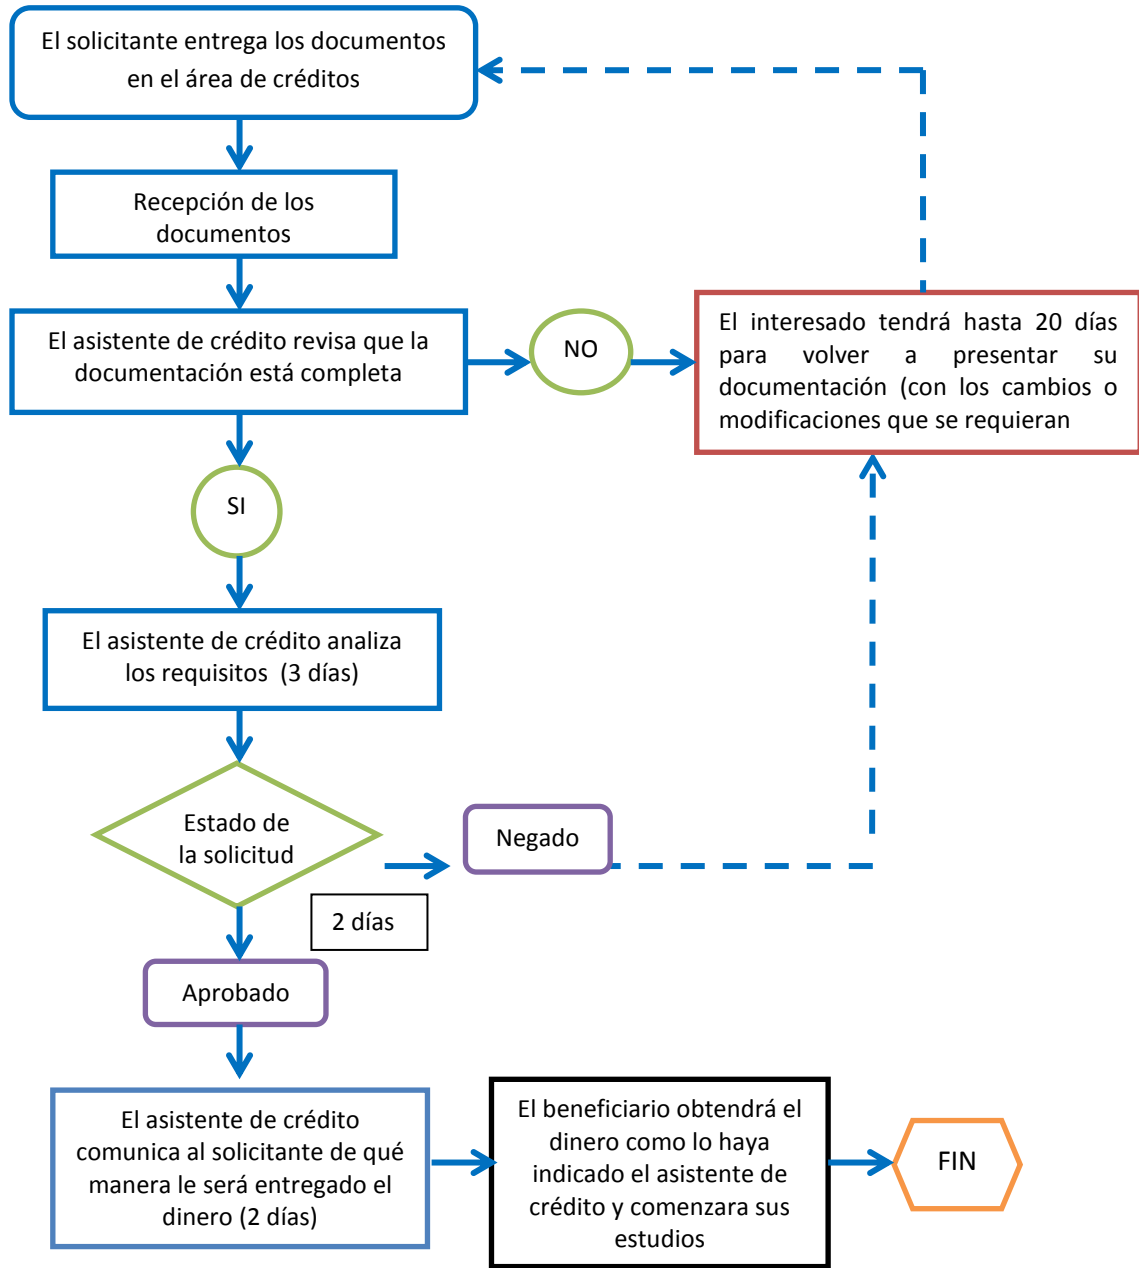 El solicitante entrega los documentos
en el área de créditos
Recepción de los
documentos
El asistente de crédito revisa que la
documentación está completa
NO
El interesado tendrá hasta 20 días
para volver a presentar su
documentación (con los cambios o
modificaciones que se requieran
SI
El asistente de crédito analiza
los requisitos (3 días)
Estado de
la solicitud
Negado
2 días
Aprobado
El asistente de crédito
comunica al solicitante de qué
manera le será entregado el
dinero (2 días)
El beneficiario obtendrá el
dinero como lo haya
indicado el asistente de
crédito y comenzara sus
estudios
FIN